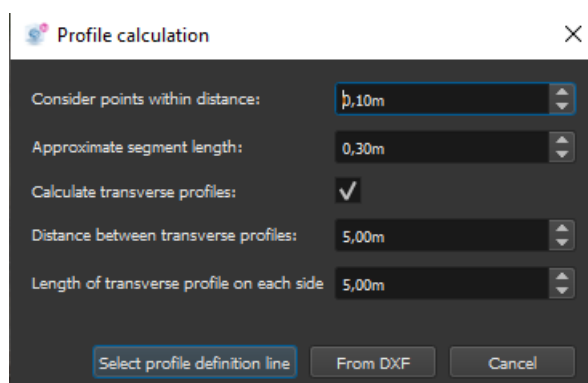 Profile calculation
Consider points within distance: 0,10m
Approximate segment length: 0,30m
Calculate transverse profiles:
Distance between transverse profiles: 5,00m
Length of transverse profile on each side 5,00m
Select profile definition line From DXF Cancel